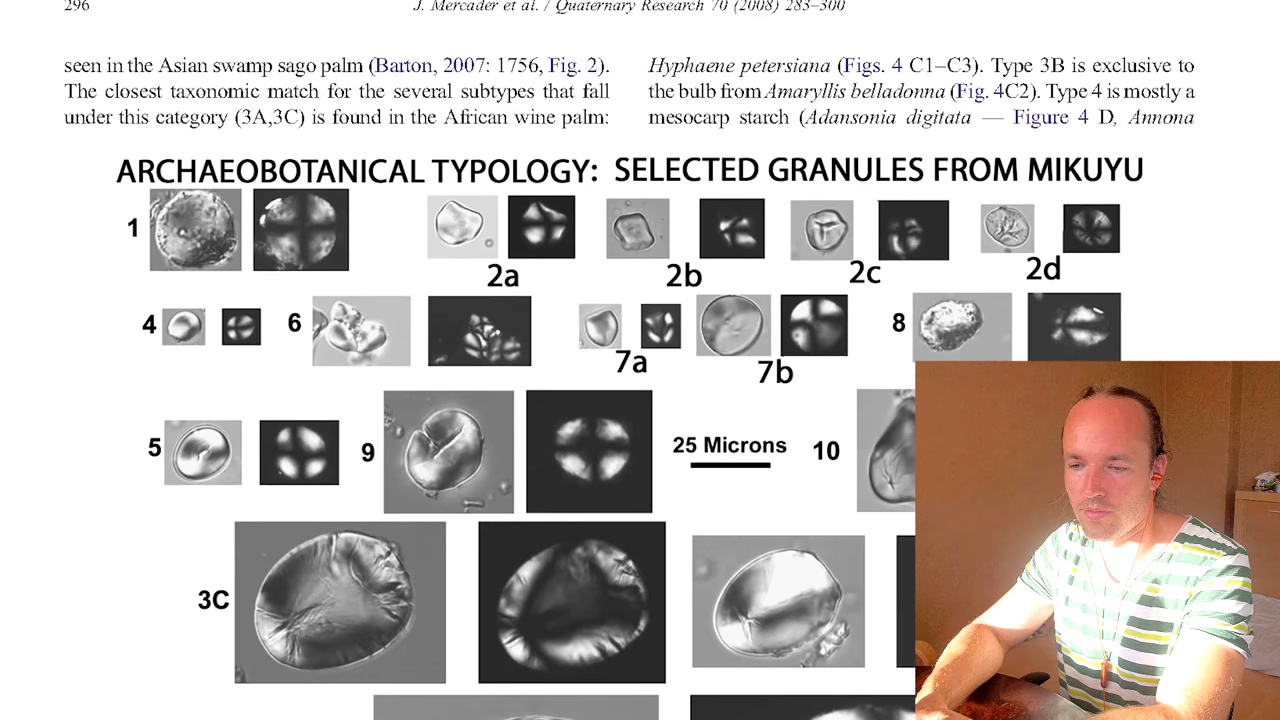 296
J. Mercader et al. / Quaternary Research 70 (2008) 283–300
seen in the Asian swamp sago palm (Barton, 2007: 1756, Fig. 2).
The closest taxonomic match for the several subtypes that fall
under this category (3A,3C) is found in the African wine palm:
Hyphaene petersiana (Figs. 4 C1–C3). Type 3B is exclusive to
the bulb from Amaryllis belladonna (Fig. 4C2). Type 4 is mostly a
mesocarp starch (Adansonia digitata — Figure 4 D, Annona
ARCHAEOBOTANICAL TYPOLOGY: SELECTED GRANULES FROM MIKUYU
1
2a
2b
2c
2d
4
6
7a
7b
8
5
9
25 Microns
10
3C